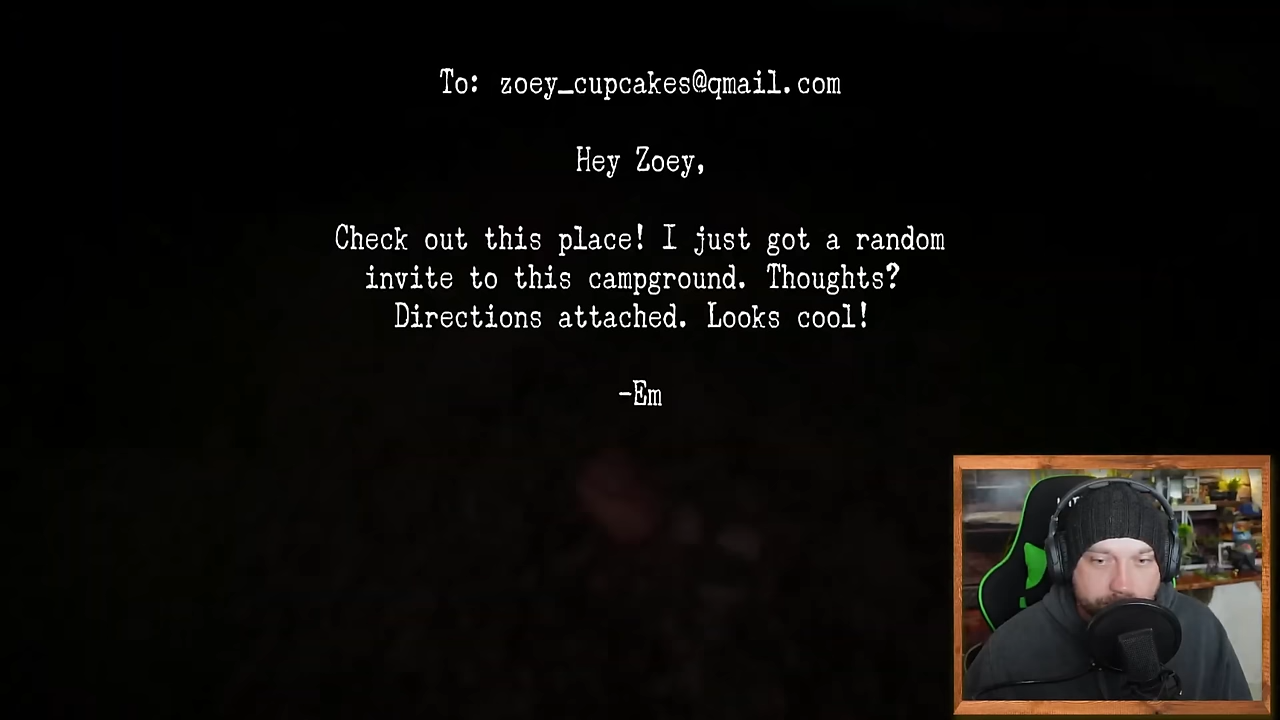 To: zoey_cupcakes@qmail.com
Hey Zoey,
Check out this place! I just got a random
invite to this campground. Thoughts?
Directions attached. Looks cool!
-Em